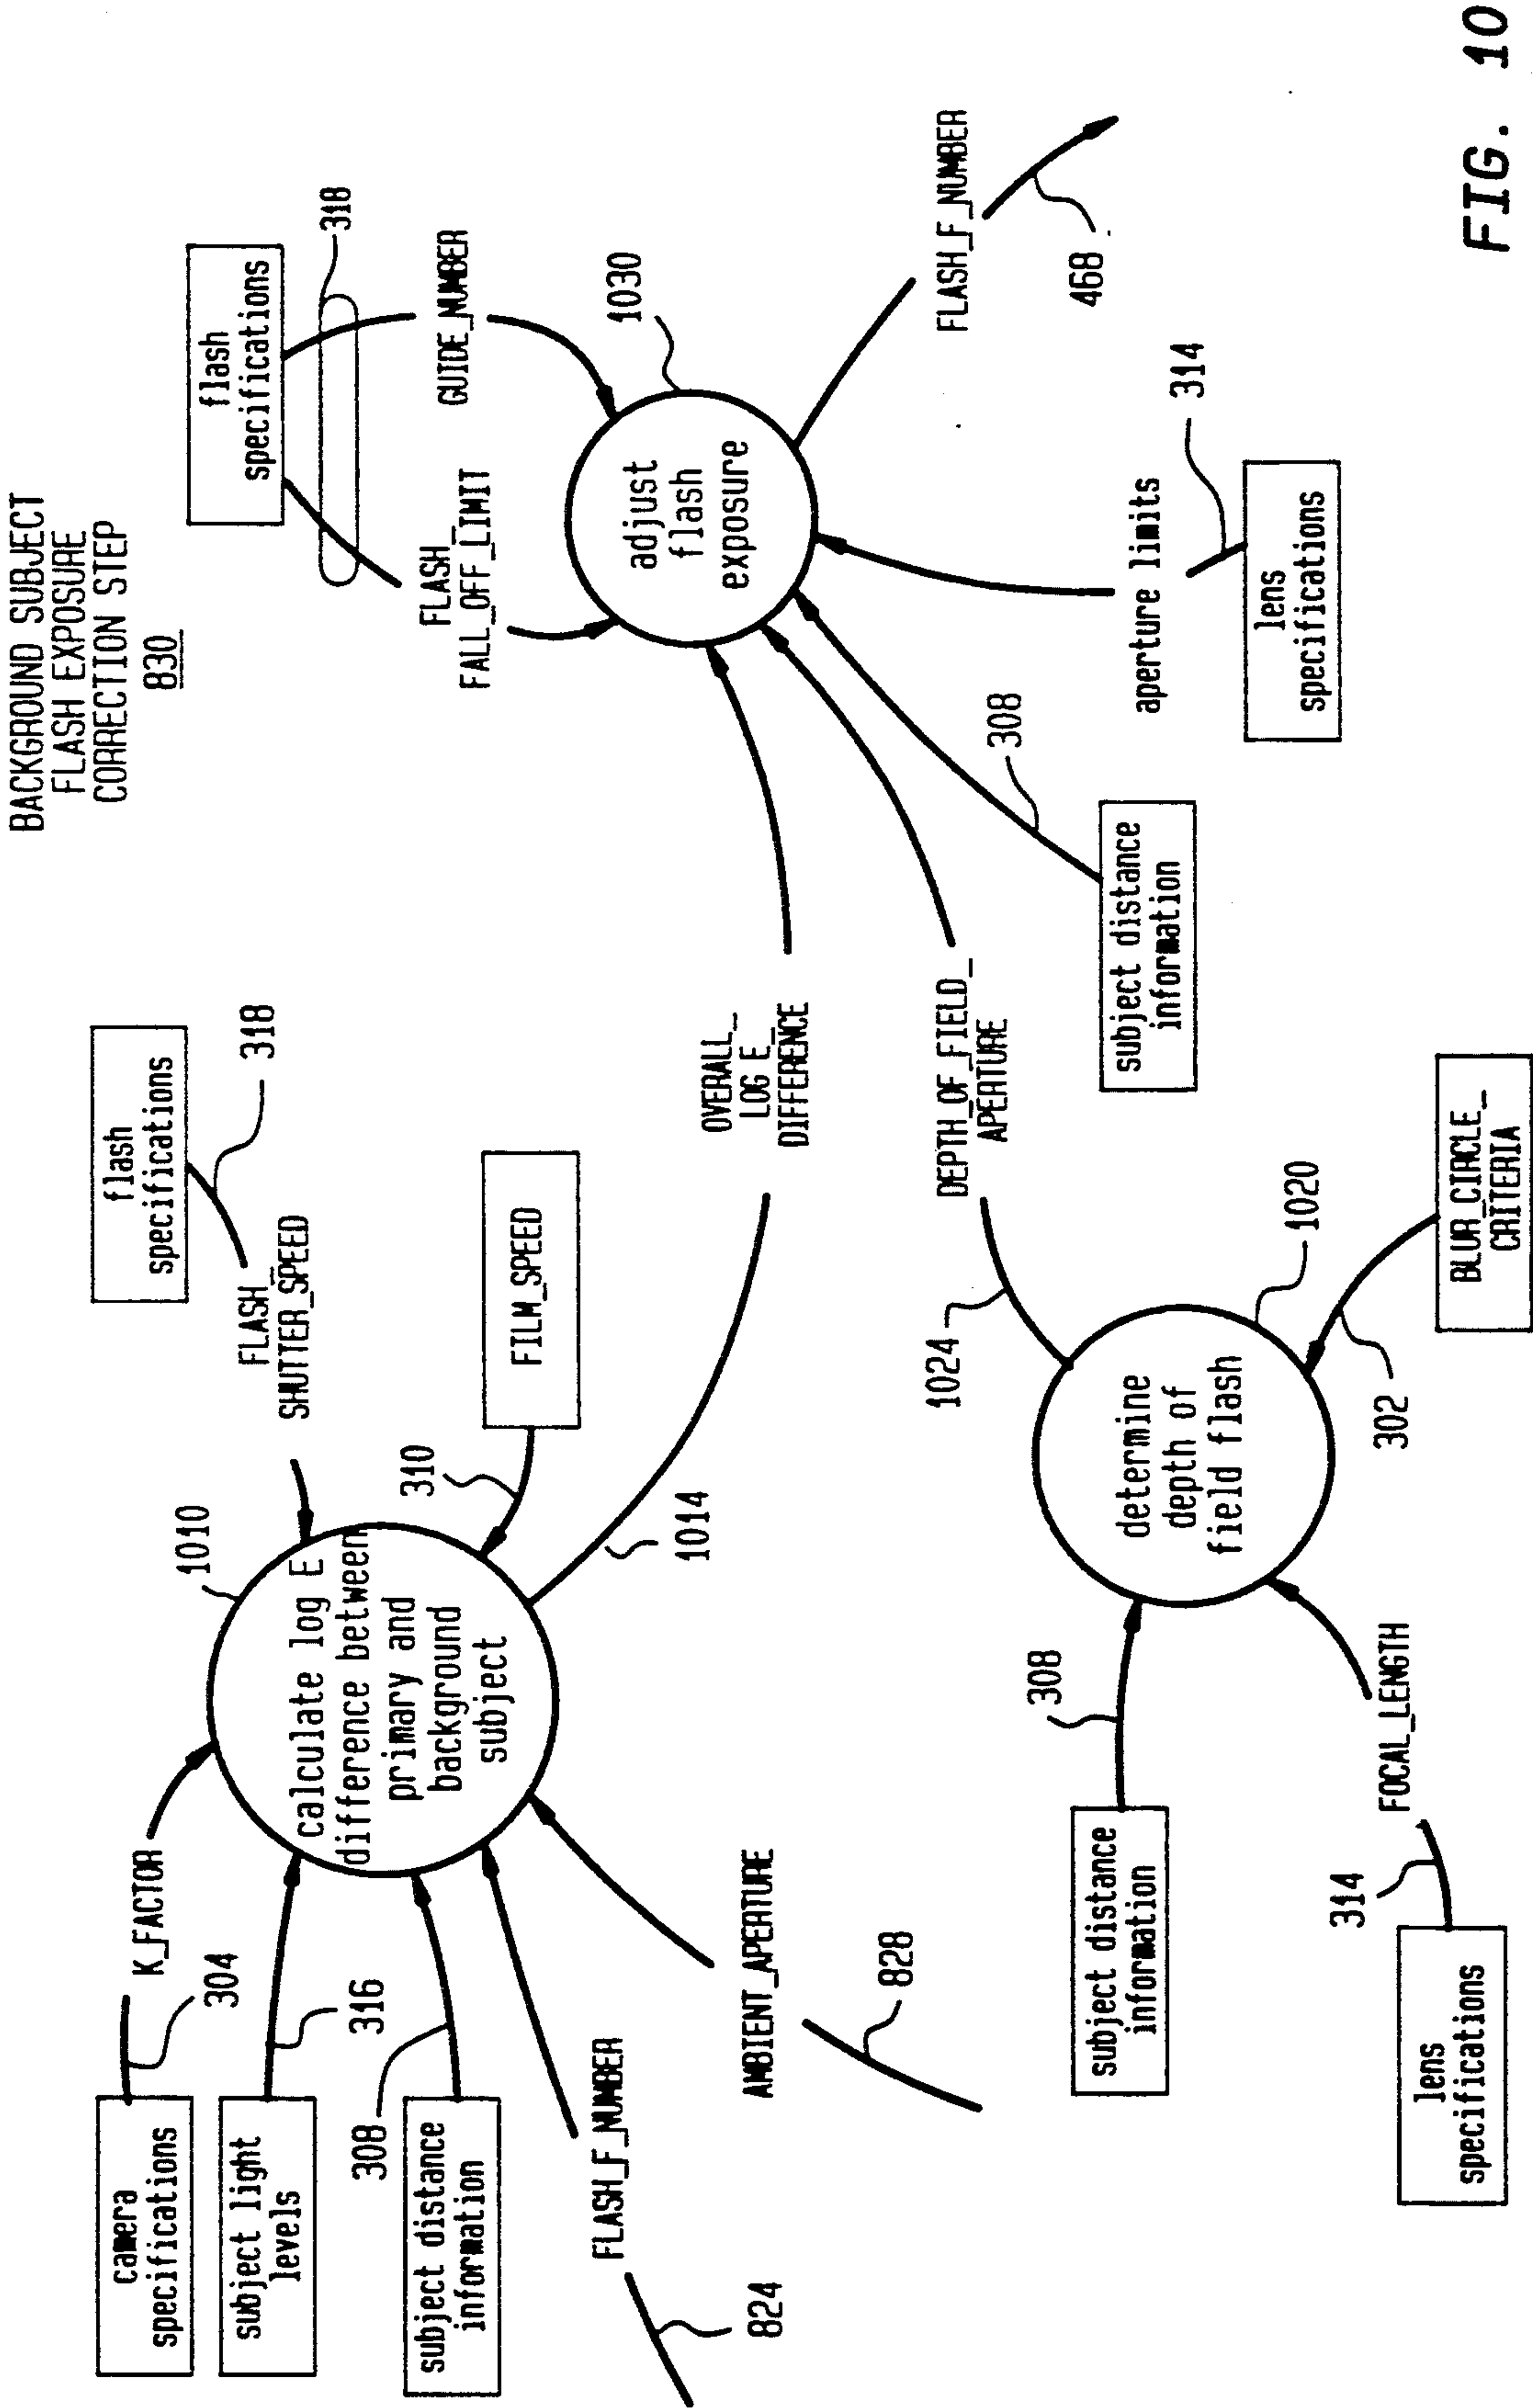 BACKGROUND SUBJECT
FLASH EXPOSURE
CORRECTION STEP
830
camera
specifications
304
K_FACTOR
subject light
levels
316
subject distance
information
308
FLASH_F_NUMBER
824
AMBIENT_APERTURE
828
1010
calculate log E
difference between
primary and
background
subject
flash
specifications
318
FLASH_
SHUTTER_SPEED
FILM_SPEED
310
1014
OVERALL_
LOG E_
DIFFERENCE
flash
specifications
318
FLASH_
FALL_OFF_LIMIT
GUIDE_NUMBER
1030
adjust
flash
exposure
FLASH_F_NUMBER
468
aperture limits
314
lens
specifications
308
subject distance
information
DEPTH_OF_FIELD_
APERTURE
1024
determine
depth of
field flash
1020
302
BLUR_CIRCLE_
CRITERIA
308
subject distance
information
FOCAL_LENGTH
314
lens
specifications
FIG. 10